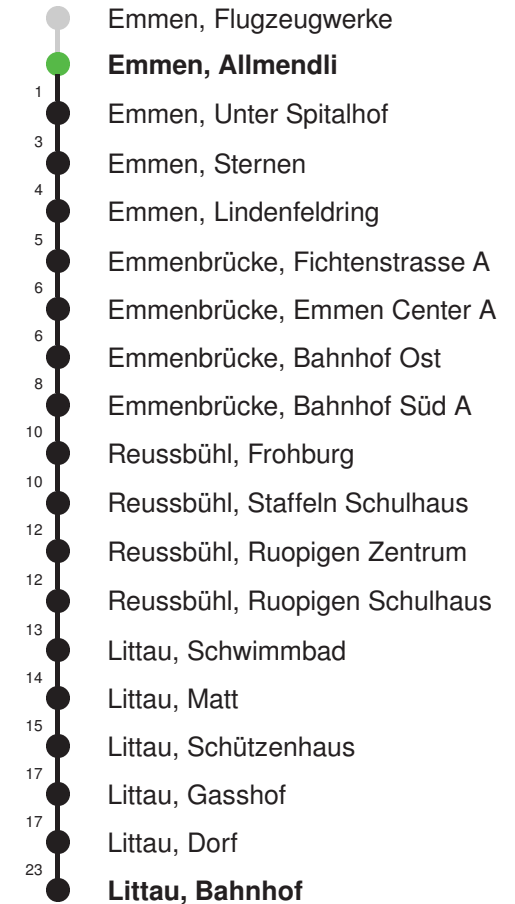 Emmen, Flugzeugwerke
Emmen, Allmendli
1 Emmen, Unter Spitalhof
3 Emmen, Sternen
4 Emmen, Lindenfeldring
5 Emmenbrücke, Fichtenstrasse A
6 Emmenbrücke, Emmen Center A
6 Emmenbrücke, Bahnhof Ost
8 Emmenbrücke, Bahnhof Süd A
10 Reussbühl, Frohburg
10 Reussbühl, Staffeln Schulhaus
12 Reussbühl, Ruopigen Zentrum
12 Reussbühl, Ruopigen Schulhaus
13 Littau, Schwimmbad
14 Littau, Matt
15 Littau, Schützenhaus
17 Littau, Gasshof
17 Littau, Dorf
23 Littau, Bahnhof